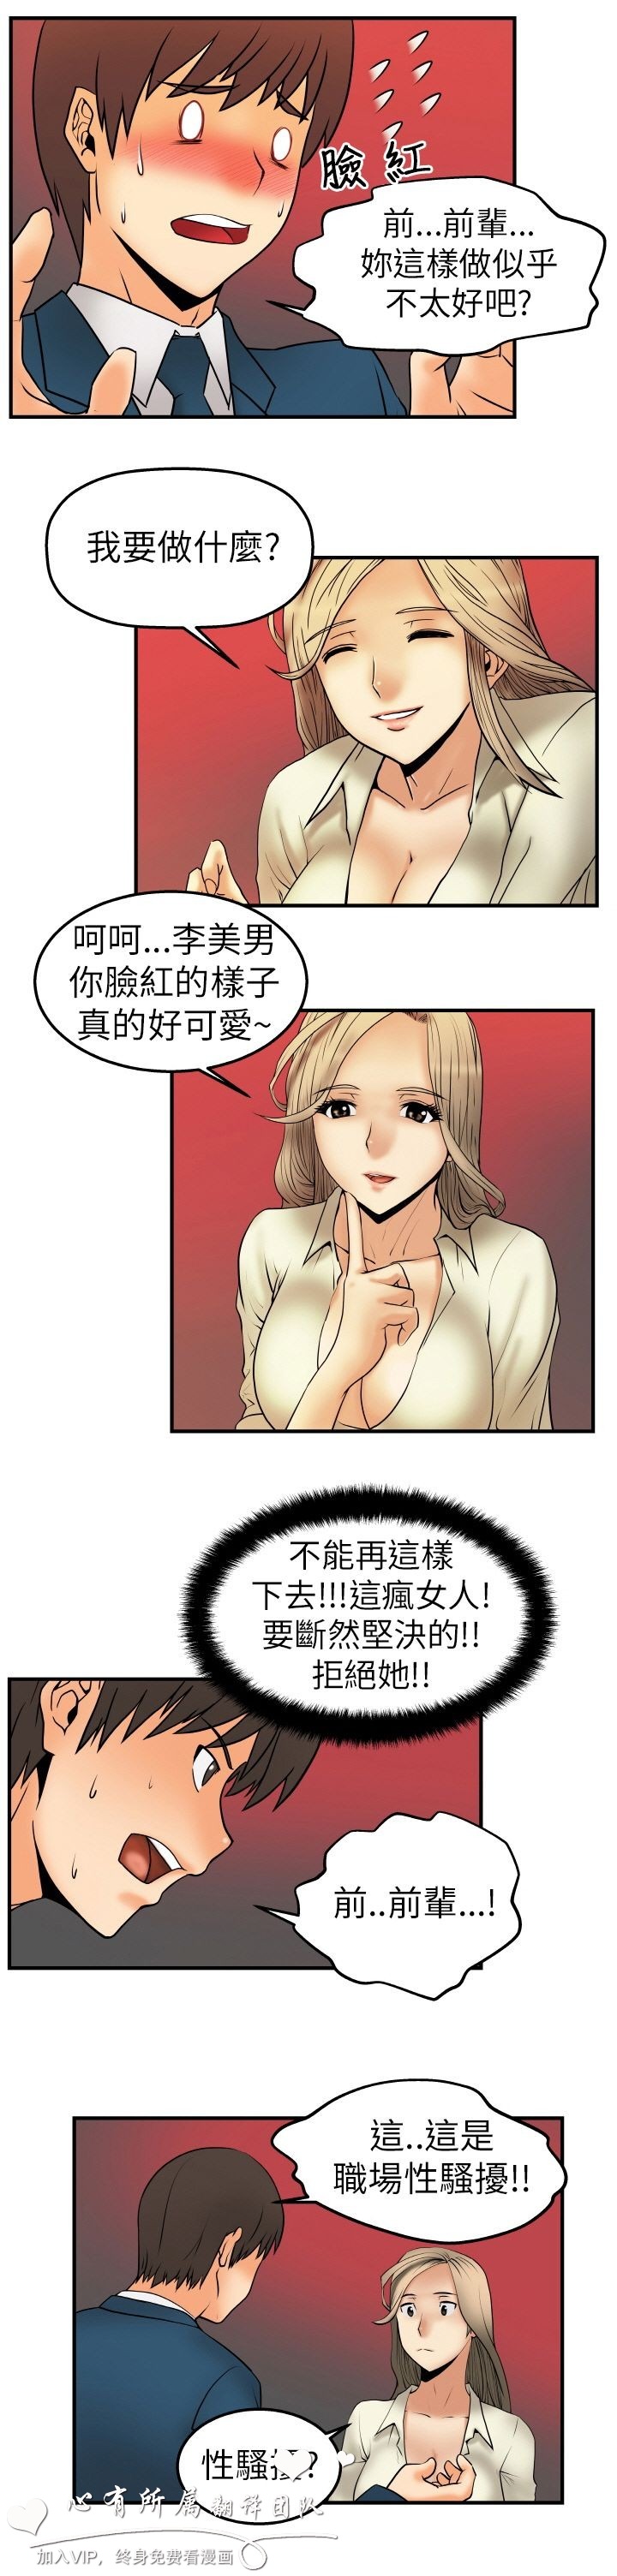 臉紅
前...前輩...
妳這樣做似乎
不太好吧?
我要做什麼?
呵呵...李美男
你臉紅的樣子
真的好可愛~
不能再這樣
下去!!!這瘋女人!
要斷然堅決的!!
拒絕她!!
前..前輩...!
這..這是
職場性騷擾!!
性騷擾?
心有所属翻译团队
加入VIP，终身免费看漫画